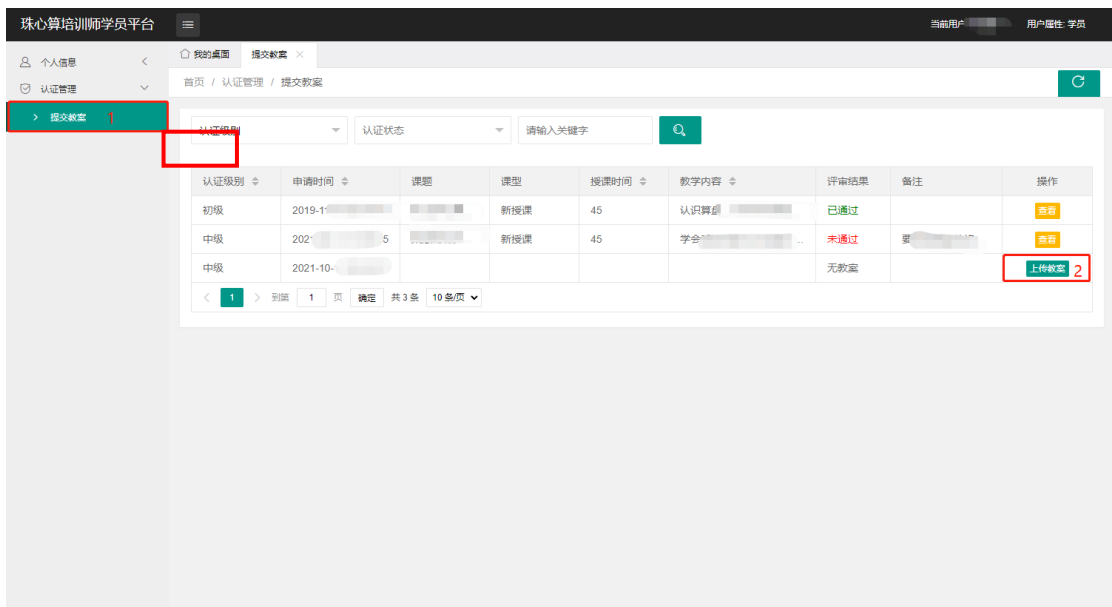 珠心算培训师学员平台 当前用户 用户属性: 学员
个人信息
认证管理
提交教案 1
我的桌面 提交教案
首页 / 认证管理 / 提交教案
认证级别 认证状态 请输入关键字
认证级别 申请时间 课题 课型 授课时间 教学内容 评审结果 备注 操作
初级 2019-1 新授课 45 认识算 已通过 查看
中级 202 5 新授课 45 学会 .. 未通过 要 查看
中级 2021-10- 无教案 上传教案 2
1 到第 1 页 确定 共 3 条 10 条/页